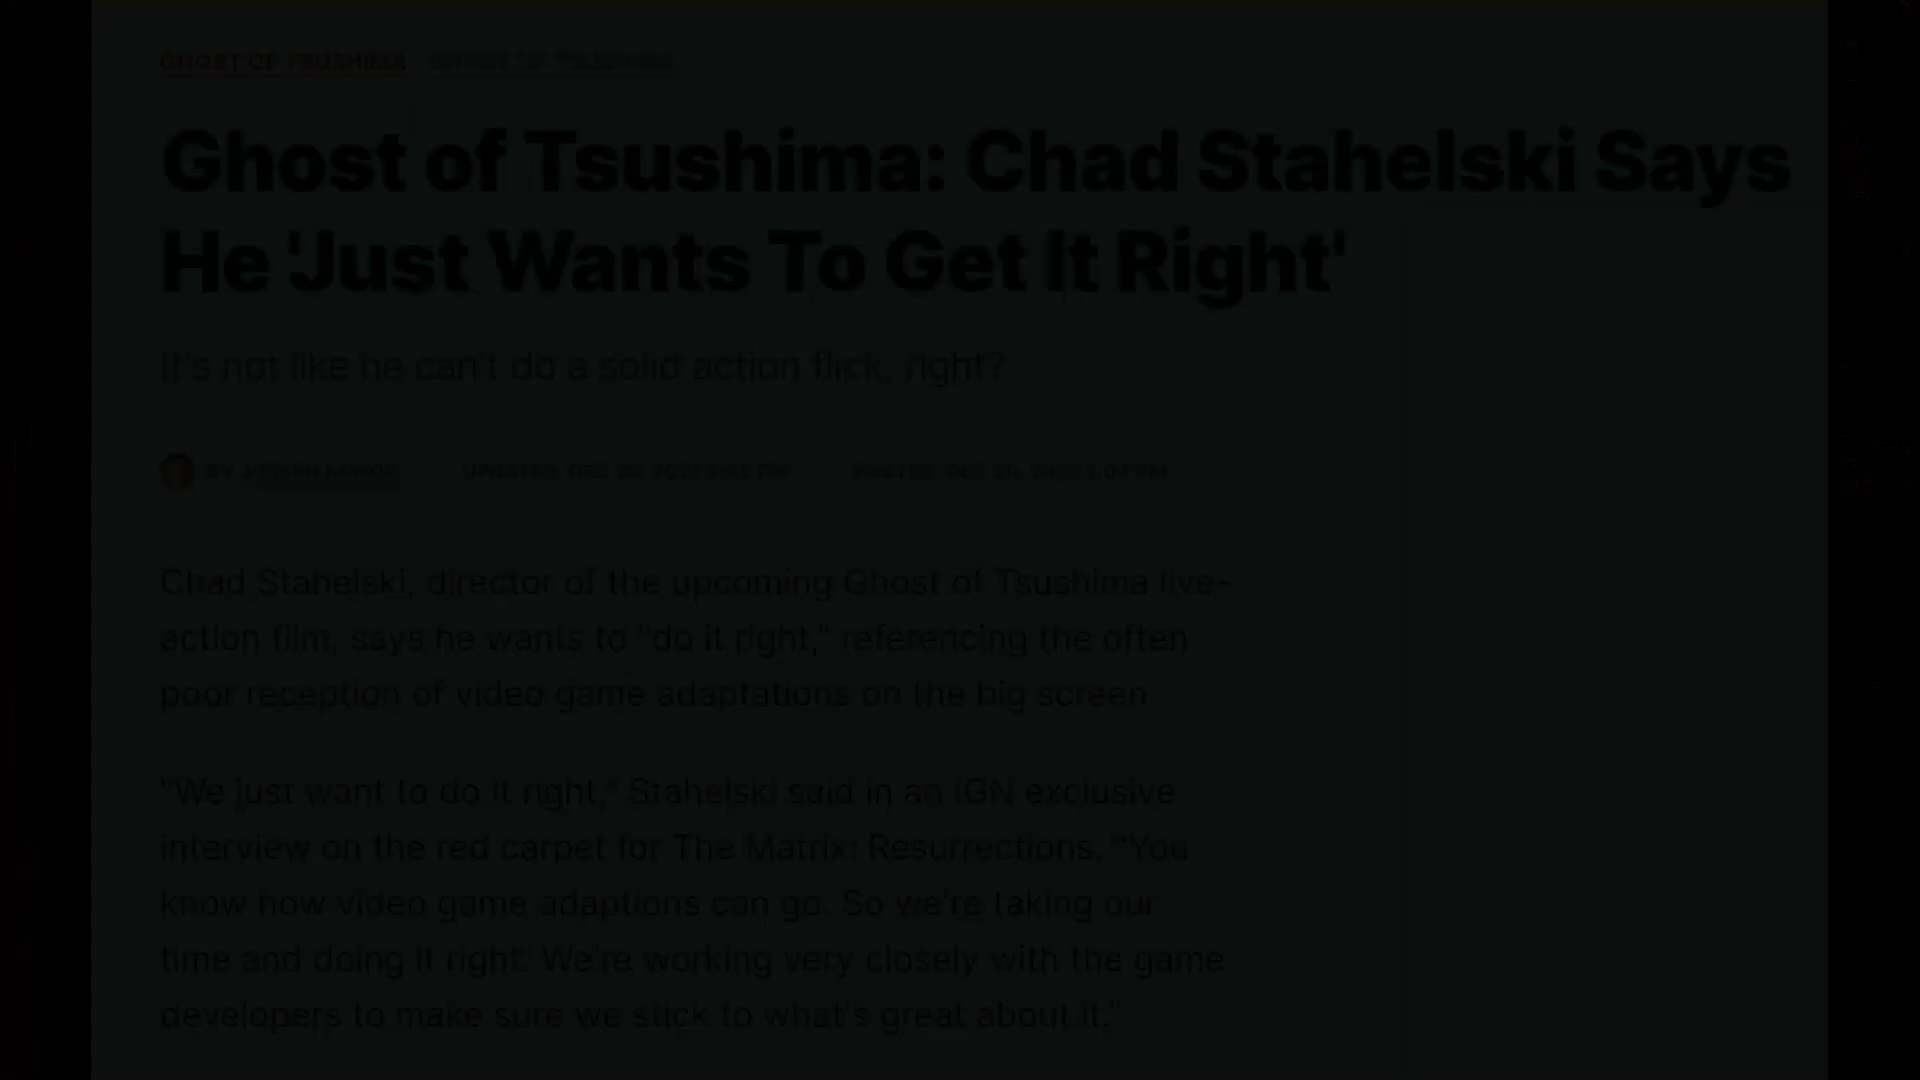 GHOST OF TSUSHIMA
Ghost of Tsushima: Chad Stahelski Says
He 'Just Wants To Get It Right'
It's not like he can't do a solid action flick, right?
BY
Chad Stahelski, director of the upcoming Ghost of Tsushima live-
action film, says he wants to "do it right," referencing the often
poor reception of video game adaptations on the big screen
"We just want to do it right," Stahelski said in an IGN exclusive
interview on the red carpet for The Matrix: Resurrections. "You
know how video game adaptions can go. So we're taking our
time and doing it right. We're working very closely with the game
developers to make sure we stick to what's great about it."